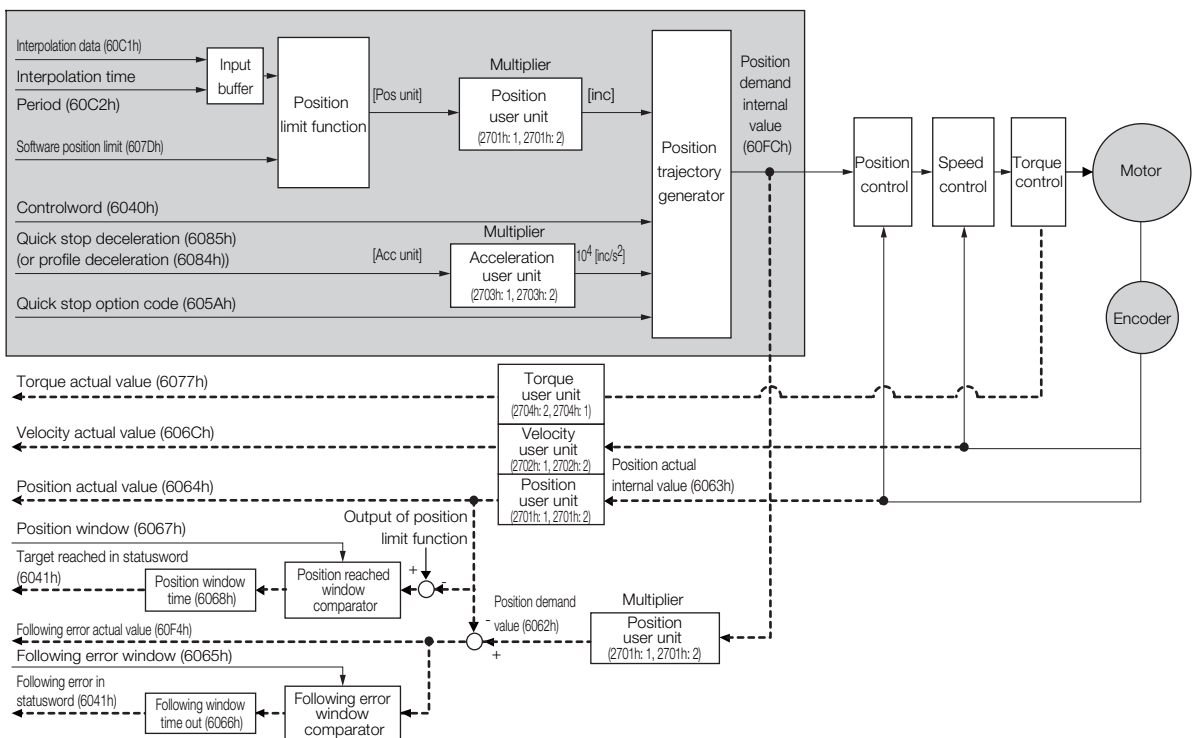 Interpolation data (60C1h)
Interpolation time
Period (60C2h)
Input
buffer
Software position limit (607Dh)
Position
limit function
[Pos unit]
Multiplier
Position
user unit
(2701h: 1, 2701h: 2)
[inc]
Controlword (6040h)
Quick stop deceleration (6085h)
(or profile deceleration (6084h))
[Acc unit]
Multiplier
Acceleration
user unit
(2703h: 1, 2703h: 2)
10⁴ [inc/s²]
Quick stop option code (605Ah)
Position
trajectory
generator
Position
demand
internal
value
(60FCh)
Position
control
Speed
control
Torque
control
Motor
Encoder
Torque actual value (6077h)
Torque
user unit
(2704h: 2, 2704h: 1)
Velocity actual value (606Ch)
Velocity
user unit
(2702h: 1, 2702h: 2)
Position actual value (6064h)
Position
user unit
(2701h: 1, 2701h: 2)
Position actual
internal value (6063h)
Position window (6067h)
Output of position
limit function
Target reached in statusword
(6041h)
Position window
time (6068h)
Position reached
window
comparator
+
-
Following error actual value (60F4h)
-
+
Position demand
value (6062h)
Multiplier
Position
user unit
(2701h: 1, 2701h: 2)
Following error window (6065h)
Following error in
statusword (6041h)
Following window
time out (6066h)
Following error
window
comparator